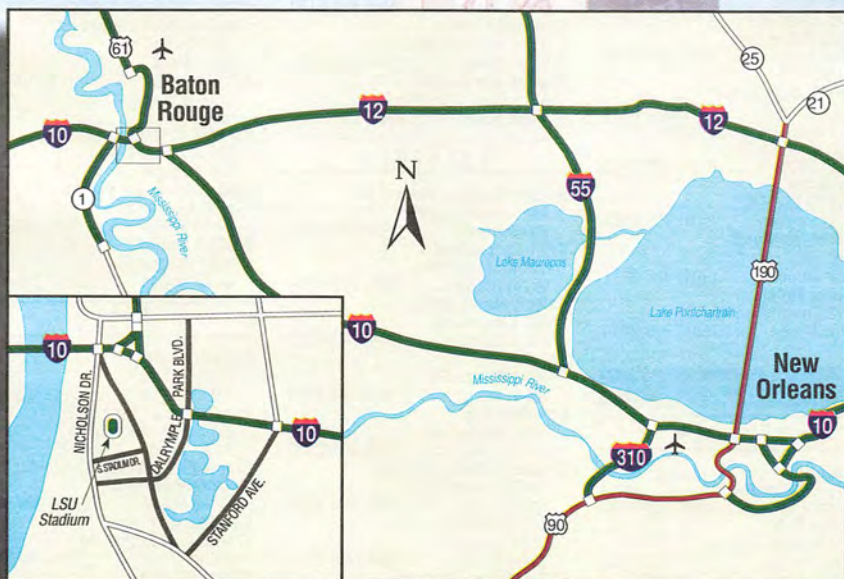 61
Baton
Rouge
10
1
Mississippi River
12
55
12
25
21
N
Lake Maurepas
190
Lake Pontchartrain
New
Orleans
10
Mississippi River
310
10
90
10
NICHOLSON DR.
PARK BLVD.
DALRYMPLE
S. STADIUM DR.
LSU
Stadium
STANFORD AVE.
10